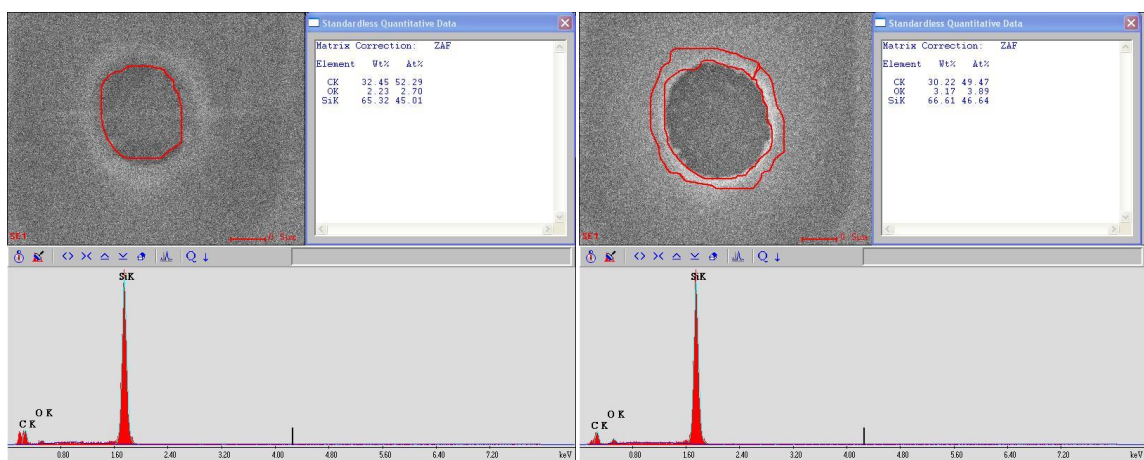 Standardless Quantitative Data
Matrix Correction: ZAF
Element Wt% At%
CK 32.45 52.29
OK 2.23 2.70
SiK 65.32 45.01
SE1
Q
SiK
O K
C K
0.80 1.60 2.40 3.20 4.00 4.80 5.60 6.40 7.20 keV
Standardless Quantitative Data
Matrix Correction: ZAF
Element Wt% At%
CK 30.22 49.47
OK 3.17 3.89
SiK 66.61 46.64
SE1
Q
SiK
O K
C K
0.80 1.60 2.40 3.20 4.00 4.80 5.60 6.40 7.20 keV